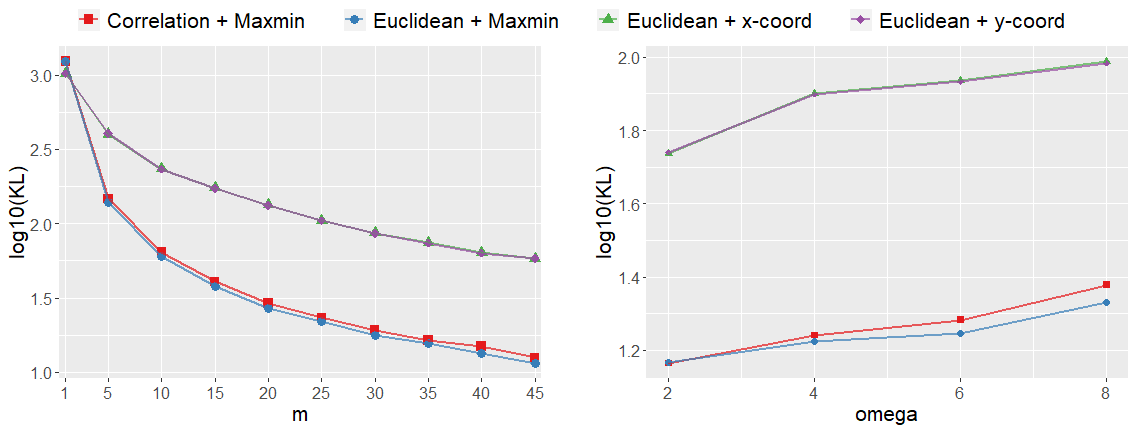 Correlation + Maxmin
Euclidean + Maxmin
Euclidean + x-coord
Euclidean + y-coord
log10(KL)
3.0
2.5
2.0
1.5
1.0
1 5 10 15 20 25 30 35 40 45
m
log10(KL)
2.0
1.8
1.6
1.4
1.2
2 4 6 8
omega